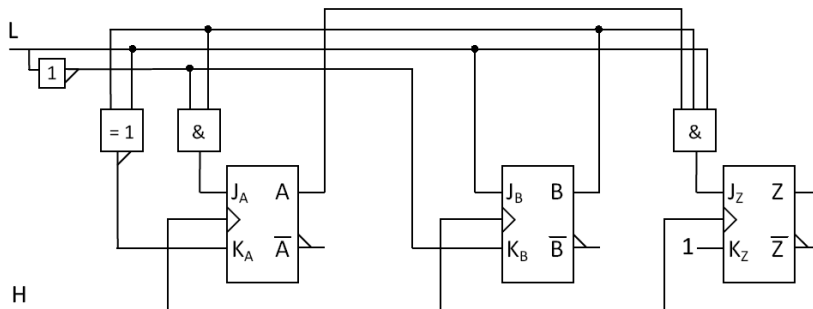 L
1
= 1
&
&
J_A A
K_A A̅
J_B B
K_B B̅
J_Z Z
1 K_Z Z̅
H